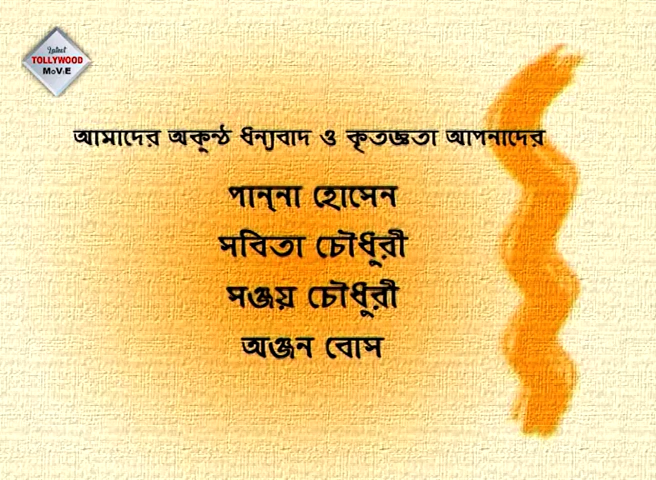 Latest
TOLLYWOOD
MoViE
আমাদের অকুন্ঠ ধন্যবাদ ও কৃতজ্ঞতা আপনাদের
পান্না হোসেন
সবিতা চৌধুরী
সঞ্জয় চৌধুরী
অঞ্জন বোস